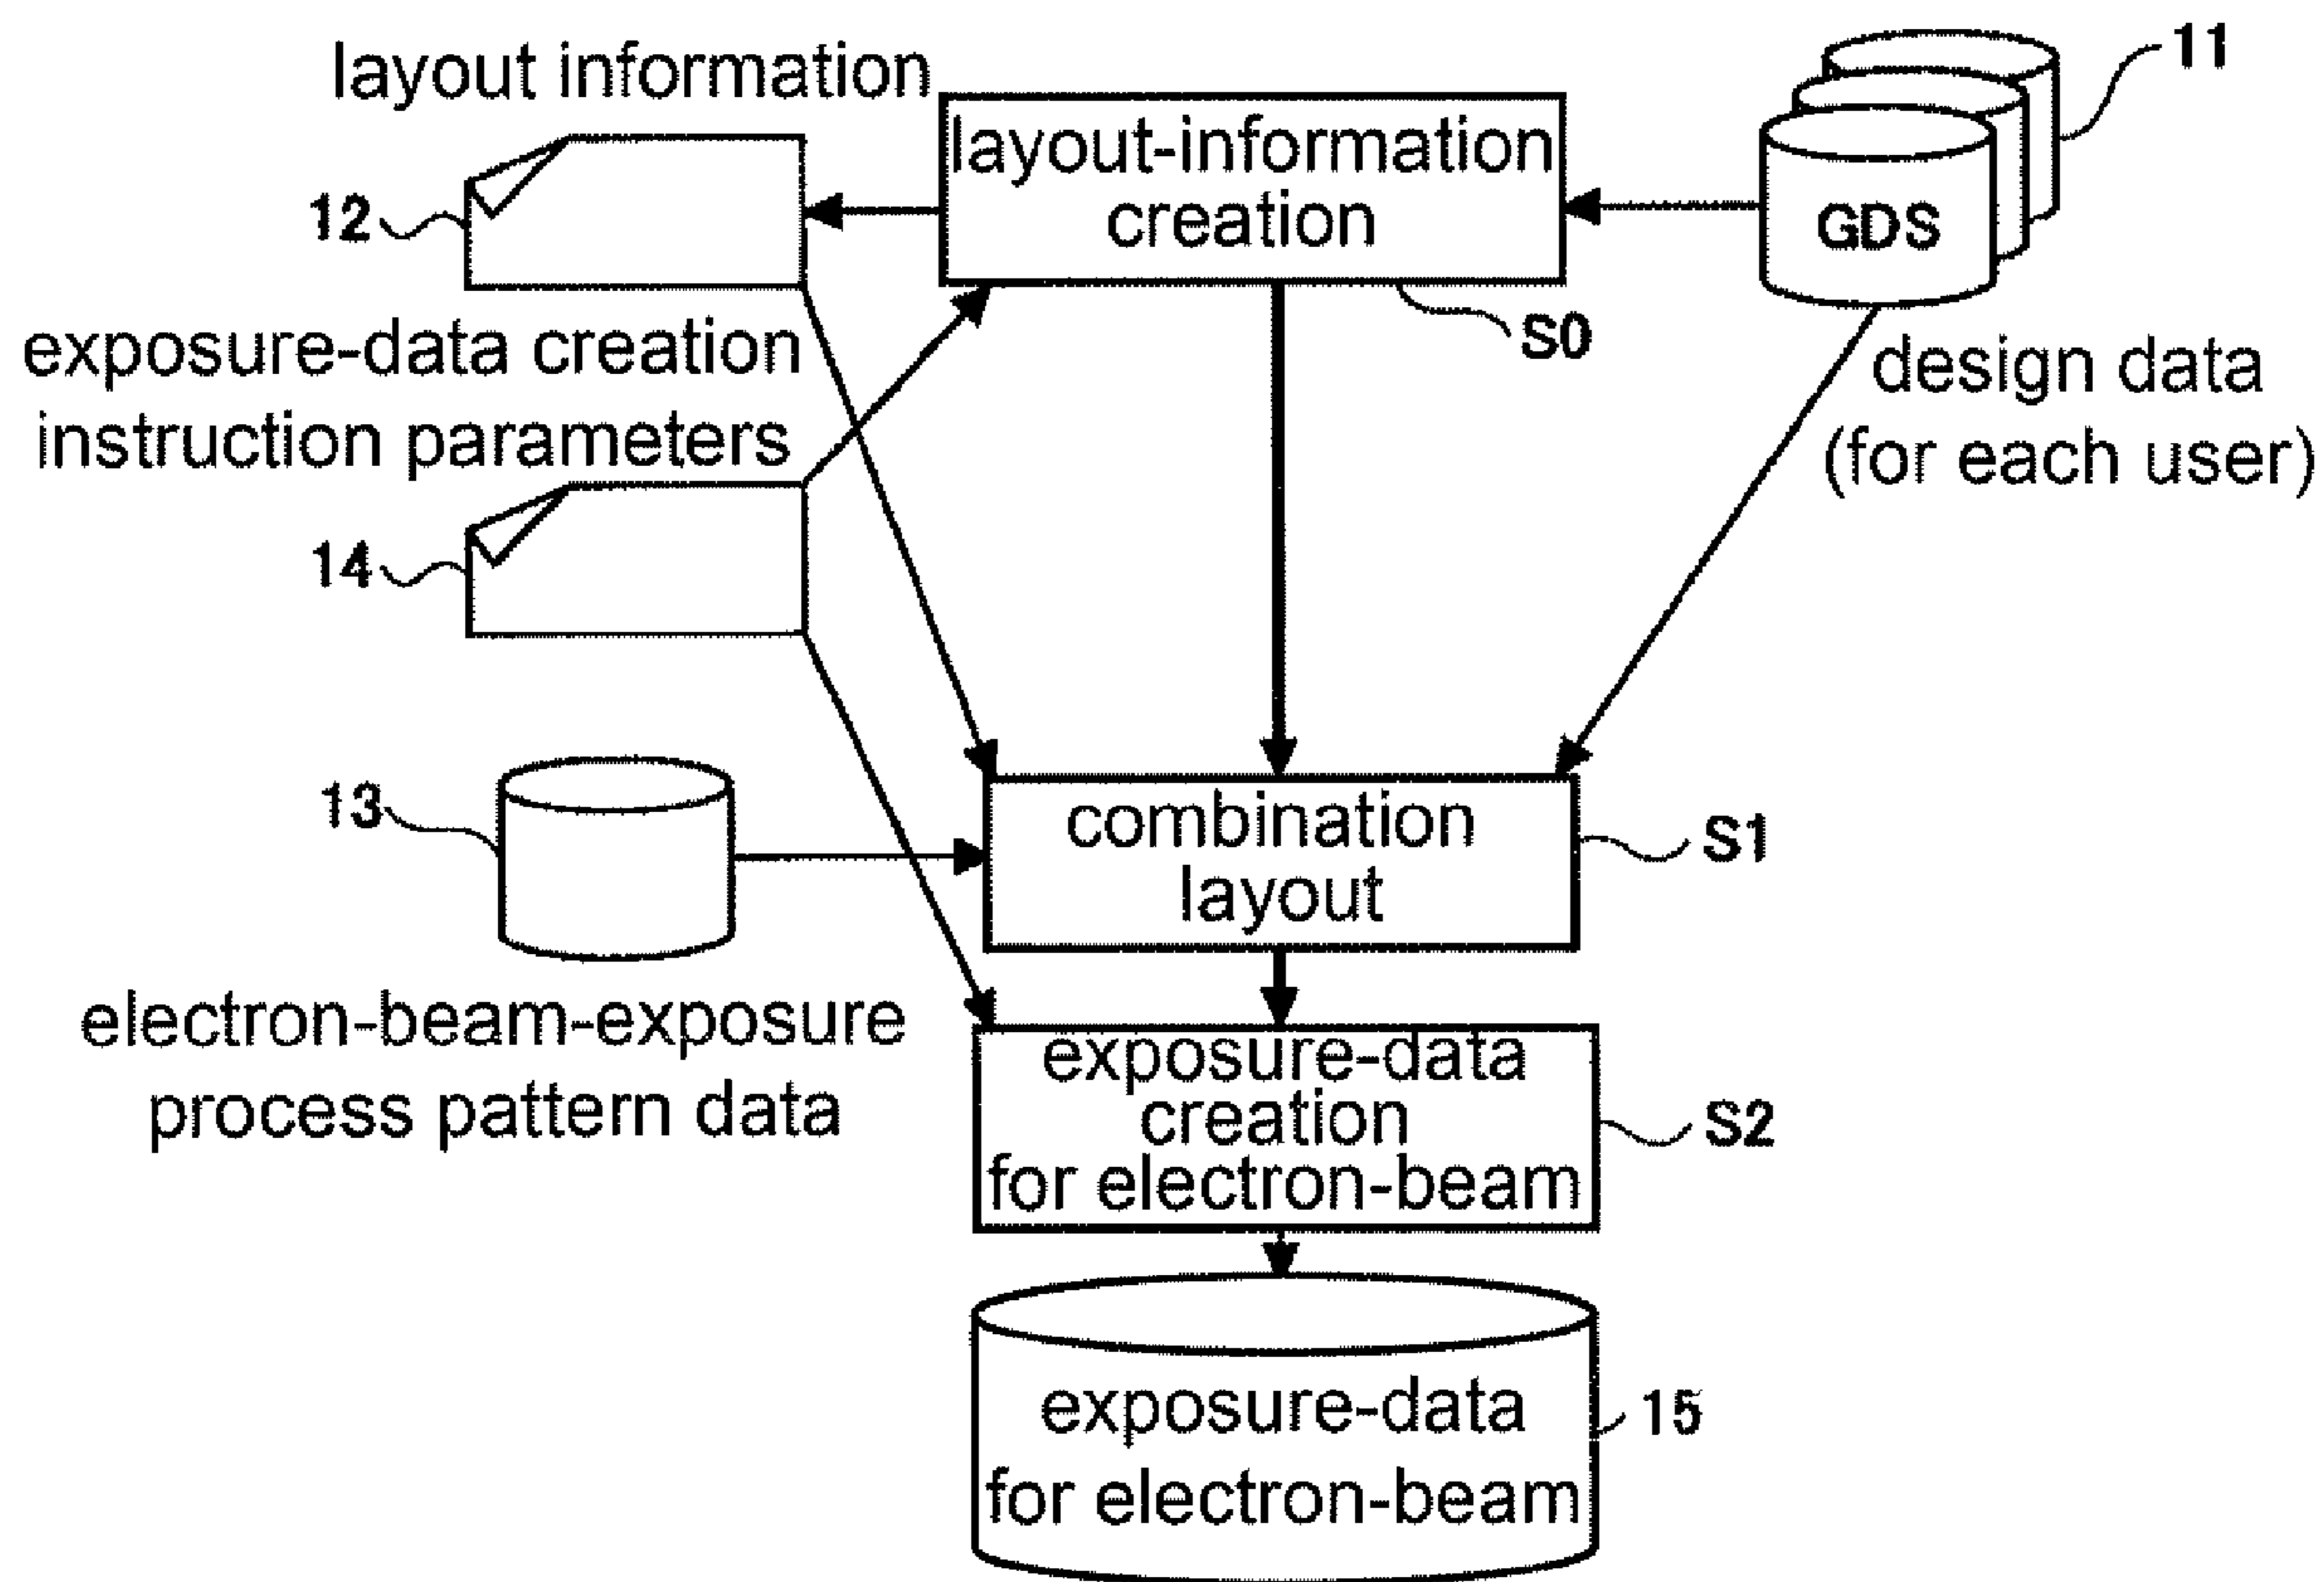 layout information
11
layout-information
creation
12
GDS
S0
exposure-data creation
instruction parameters
design data
(for each user)
14
13
combination
layout
S1
electron-beam-exposure
process pattern data
exposure-data
creation
for electron-beam
S2
exposure-data
for electron-beam
15